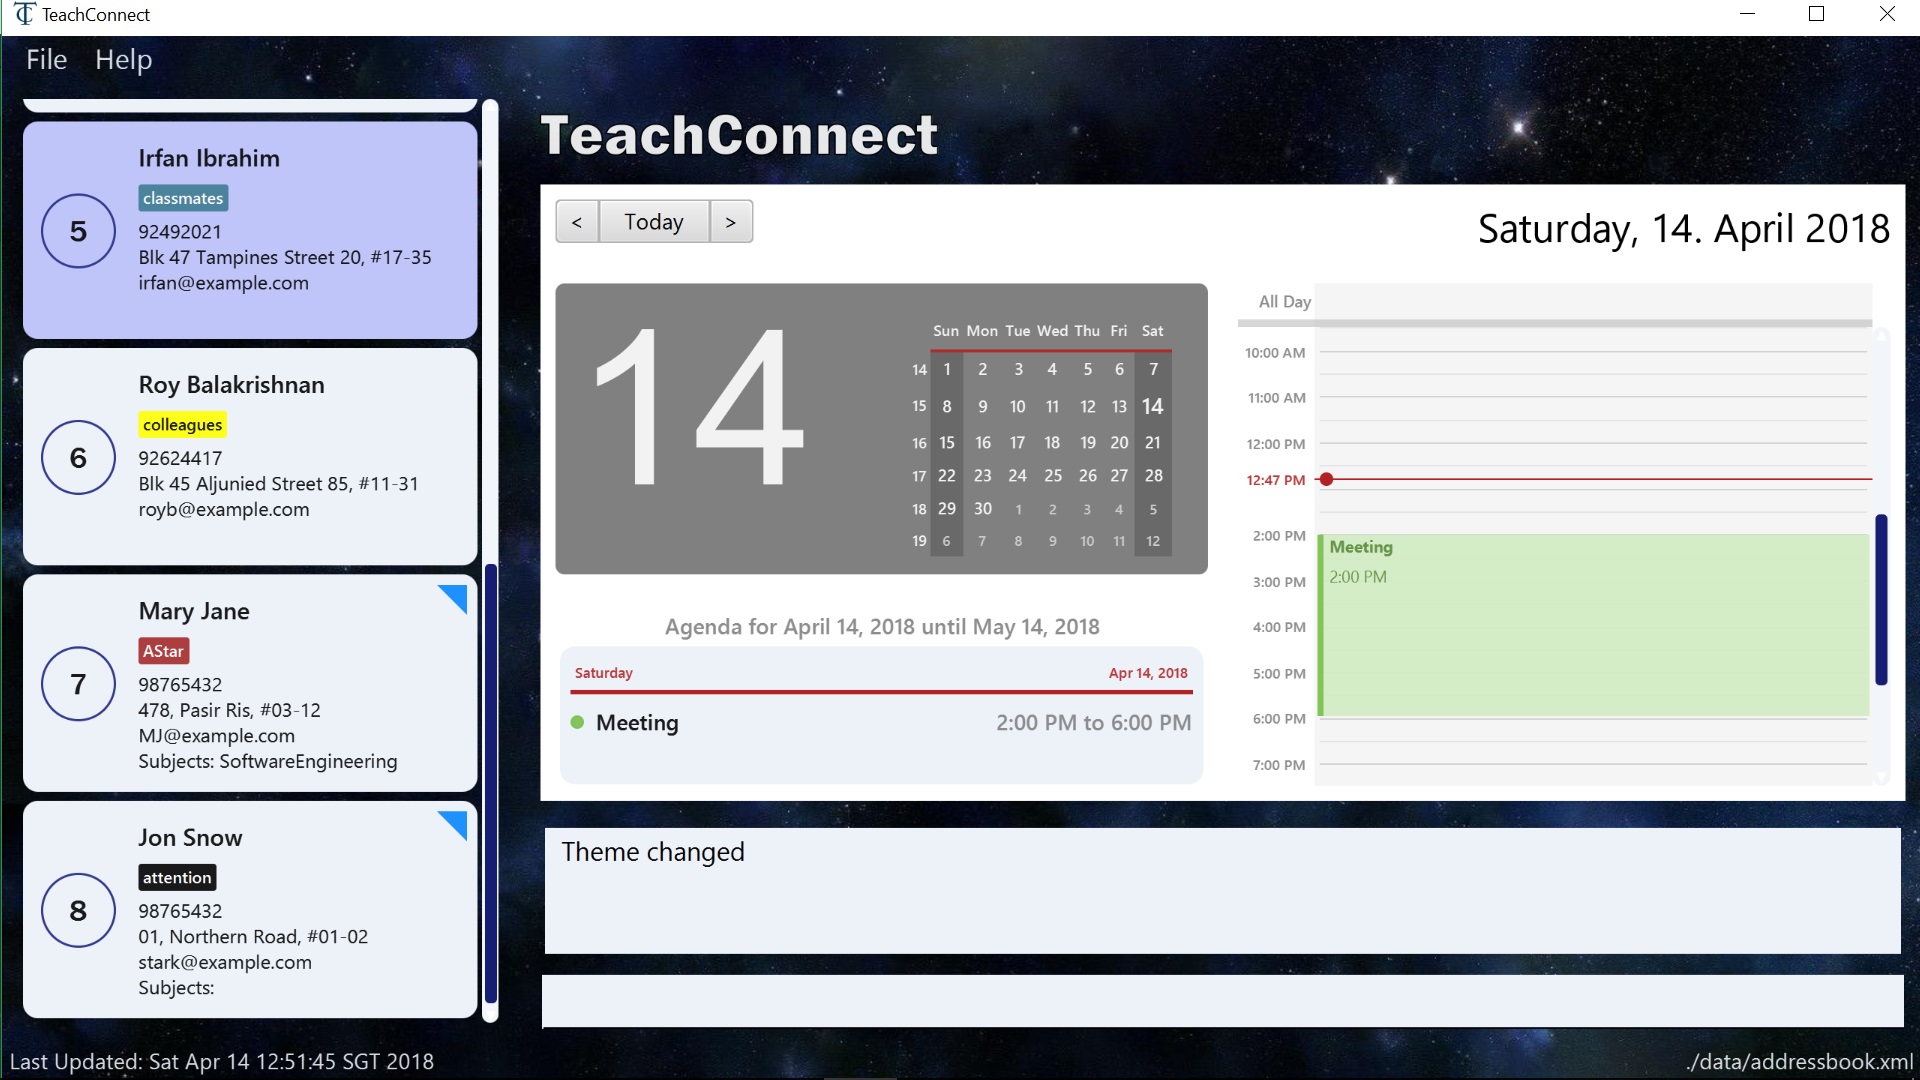 TeachConnect
File Help
5
Irfan Ibrahim
classmates
92492021
Blk 47 Tampines Street 20, #17-35
irfan@example.com
6
Roy Balakrishnan
colleagues
92624417
Blk 45 Aljunied Street 85, #11-31
royb@example.com
7
Mary Jane
AStar
98765432
478, Pasir Ris, #03-12
MJ@example.com
Subjects: SoftwareEngineering
8
Jon Snow
attention
98765432
01, Northern Road, #01-02
stark@example.com
Subjects:
TeachConnect
< Today >
Saturday, 14. April 2018
14
Sun Mon Tue Wed Thu Fri Sat
14 1 2 3 4 5 6 7
15 8 9 10 11 12 13 14
16 15 16 17 18 19 20 21
17 22 23 24 25 26 27 28
18 29 30 1 2 3 4 5
19 6 7 8 9 10 11 12
Agenda for April 14, 2018 until May 14, 2018
Saturday Apr 14, 2018
Meeting 2:00 PM to 6:00 PM
All Day
10:00 AM
11:00 AM
12:00 PM
12:47 PM
2:00 PM
Meeting
2:00 PM
3:00 PM
4:00 PM
5:00 PM
6:00 PM
7:00 PM
Theme changed
Last Updated: Sat Apr 14 12:51:45 SGT 2018
./data/addressbook.xml